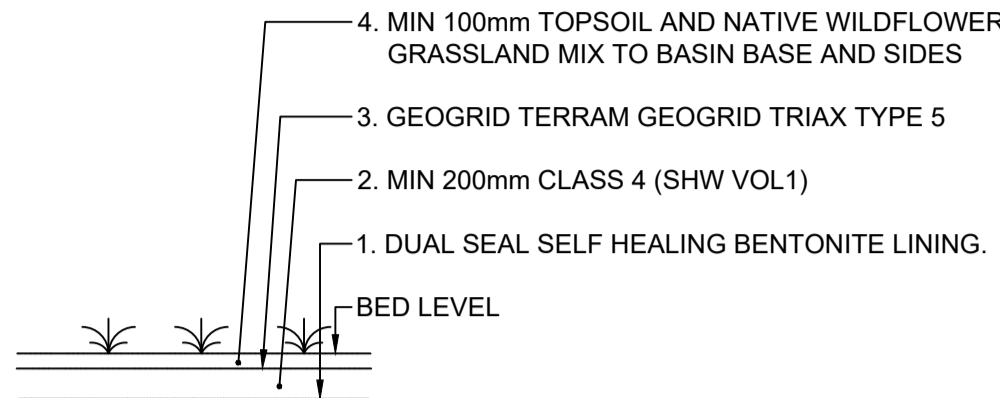 4. MIN 100mm TOPSOIL AND NATIVE WILDFLOWER
GRASSLAND MIX TO BASIN BASE AND SIDES
3. GEOGRID TERRAM GEOGRID TRIAX TYPE 5
2. MIN 200mm CLASS 4 (SHW VOL1)
1. DUAL SEAL SELF HEALING BENTONITE LINING.
BED LEVEL